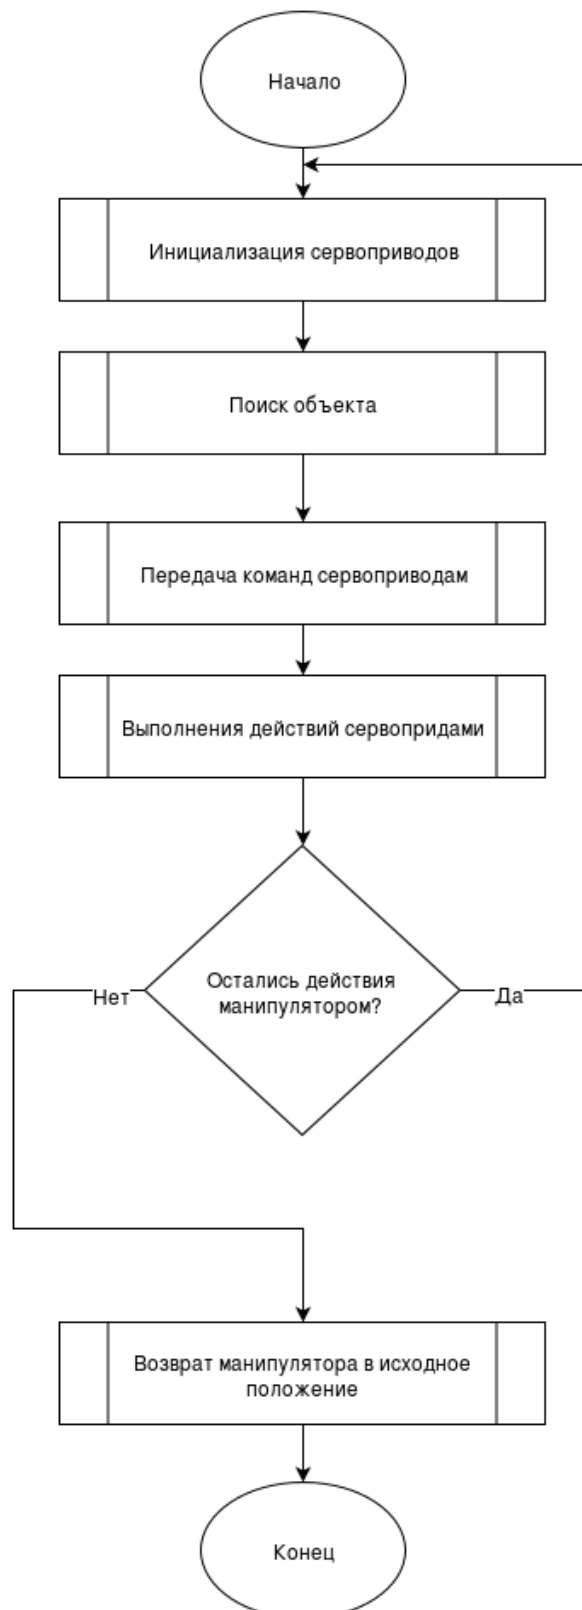 Начало
Инициализация сервоприводов
Поиск объекта
Передача команд сервоприводам
Выполнения действий сервопридами
Остались действия
манипулятором?
Нет
Да
Возврат манипулятора в исходное
положение
Конец